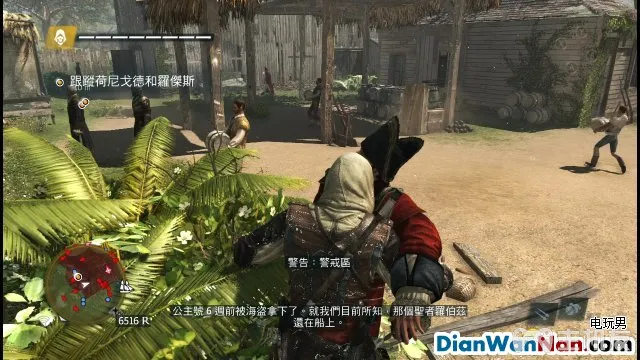 跟蹤荷尼戈德和羅傑斯
警告：警戒區
公主號 6 週前被海盜拿下了。就我們目前所知，那個聖者羅伯茲
還在船上。
6516 R
电玩男
DianWanNan.com